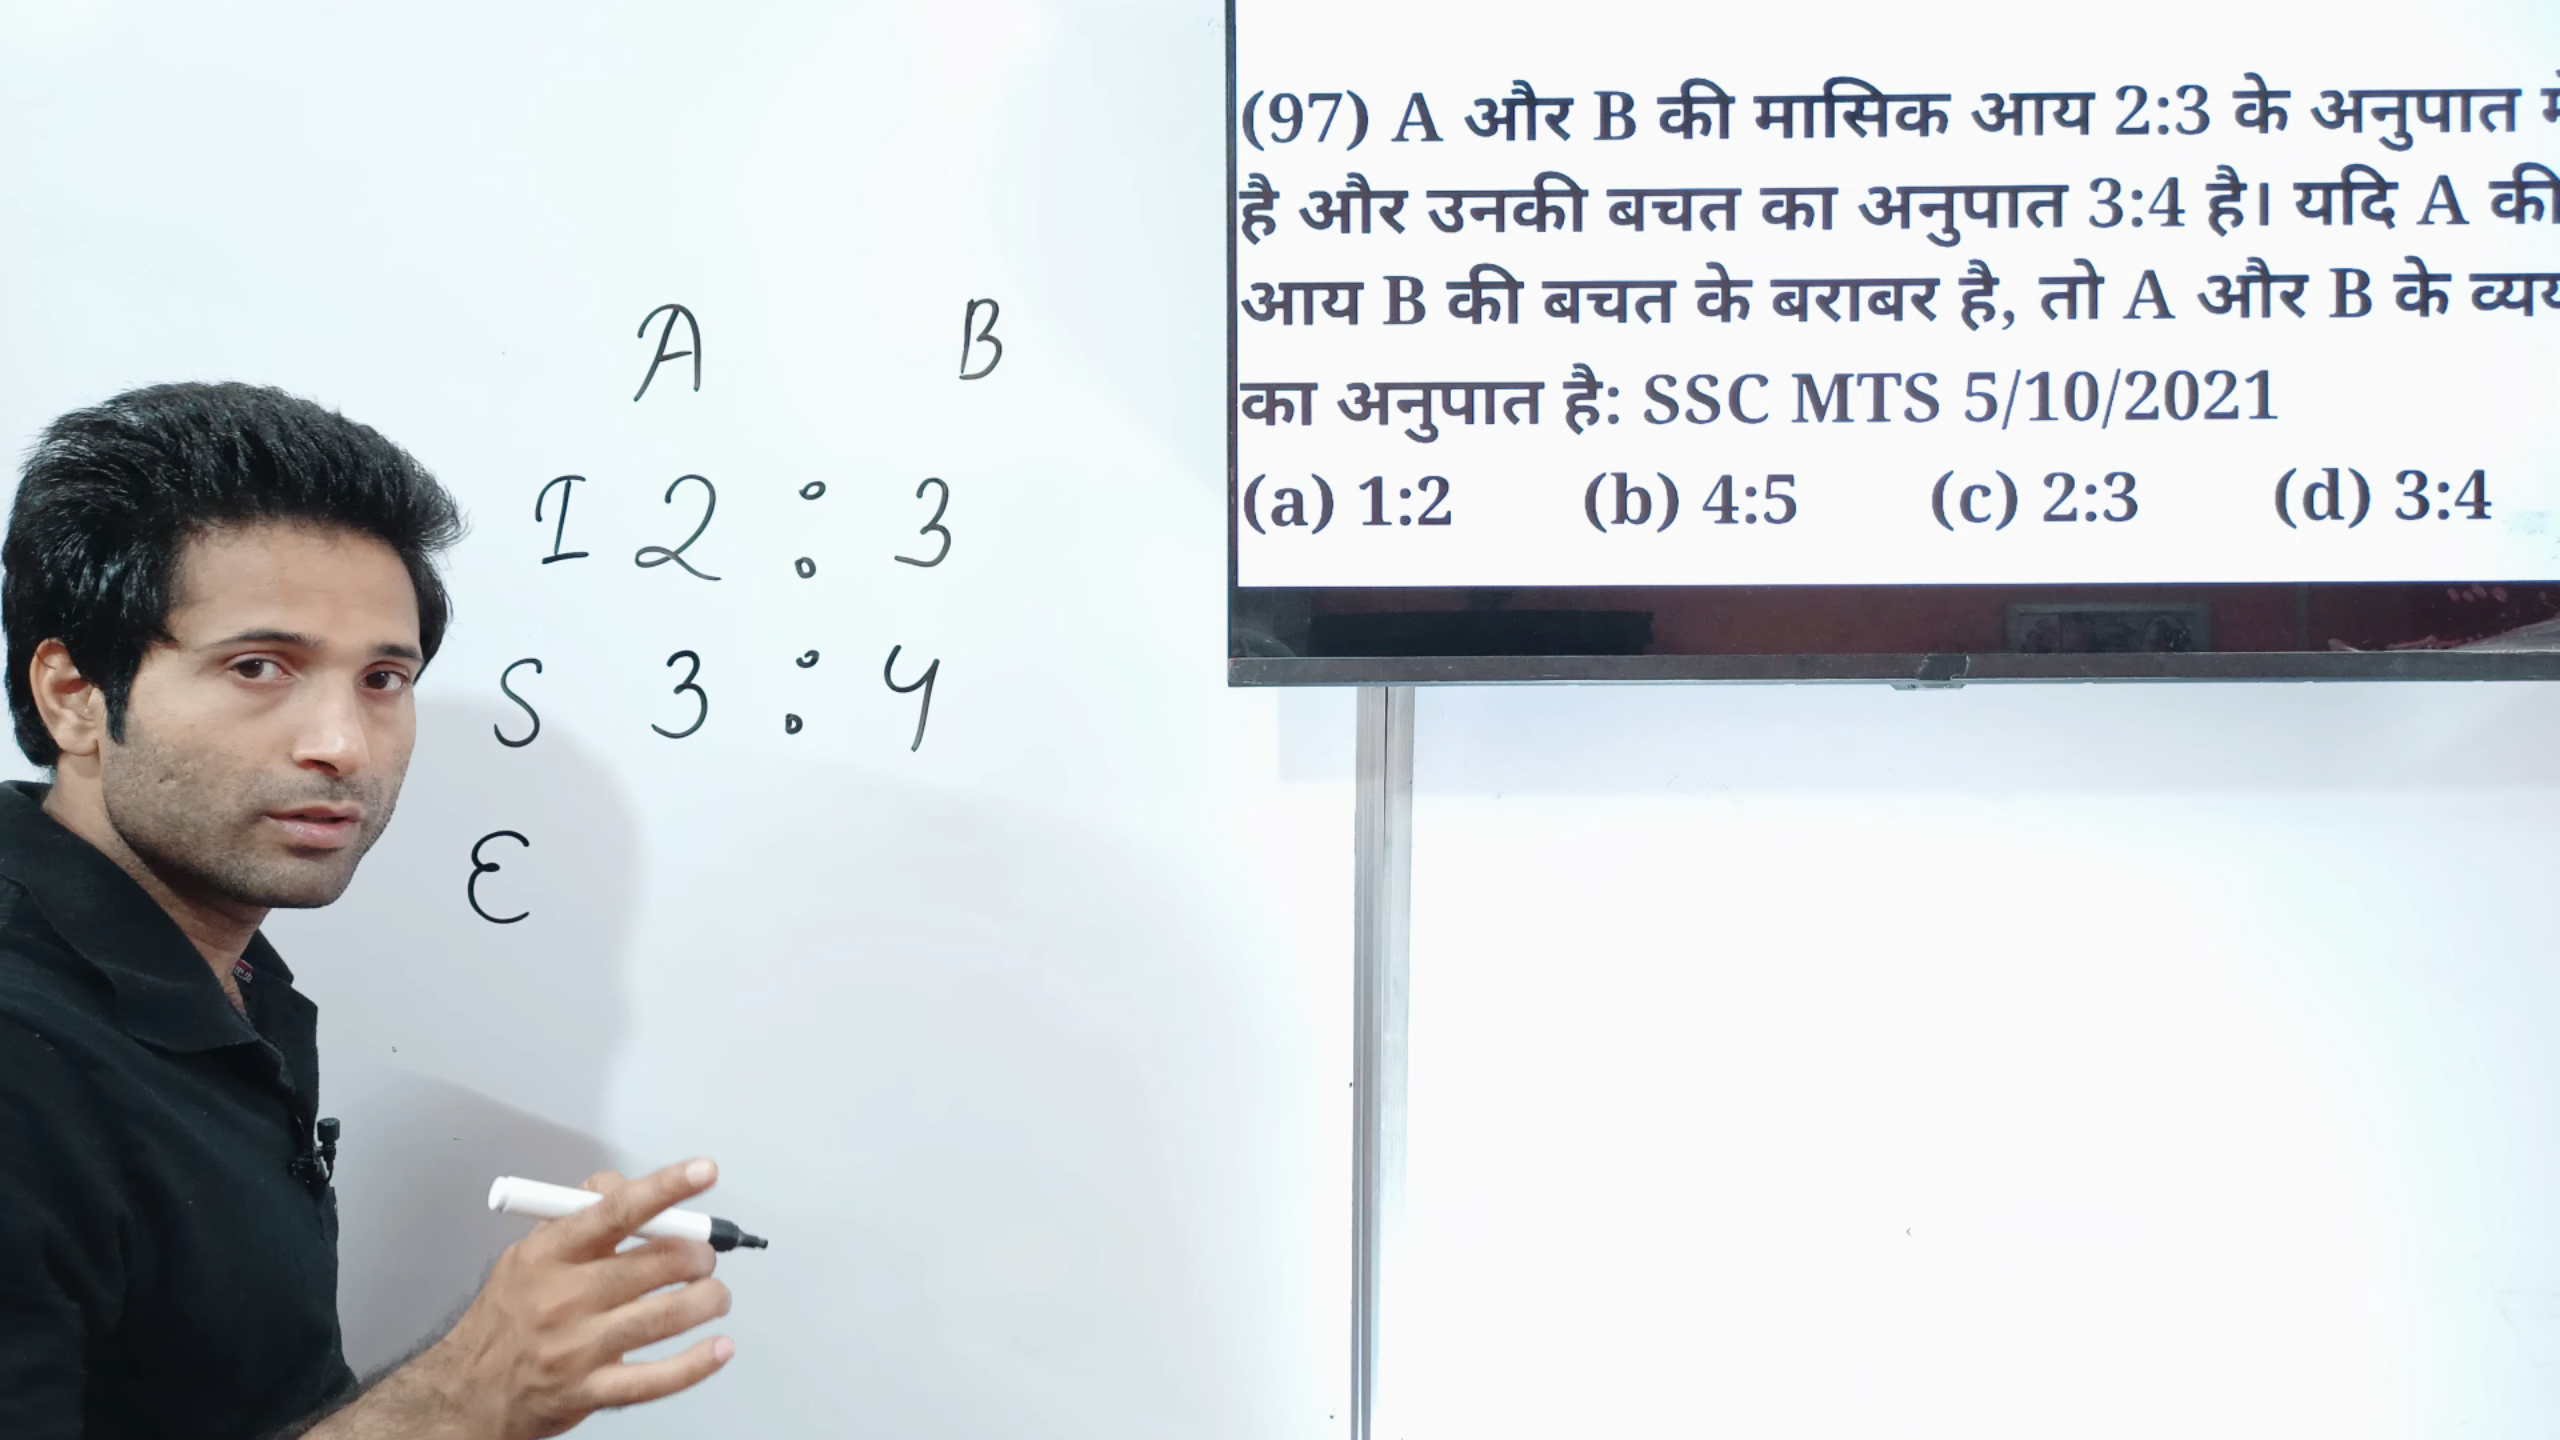 A B
I 2 : 3
S 3 : 4
E
(97) A और B की मासिक आय 2:3 के अनुपात में
है और उनकी बचत का अनुपात 3:4 है। यदि A की
आय B की बचत के बराबर है, तो A और B के व्यय
का अनुपात है: SSC MTS 5/10/2021
(a) 1:2 (b) 4:5 (c) 2:3 (d) 3:4